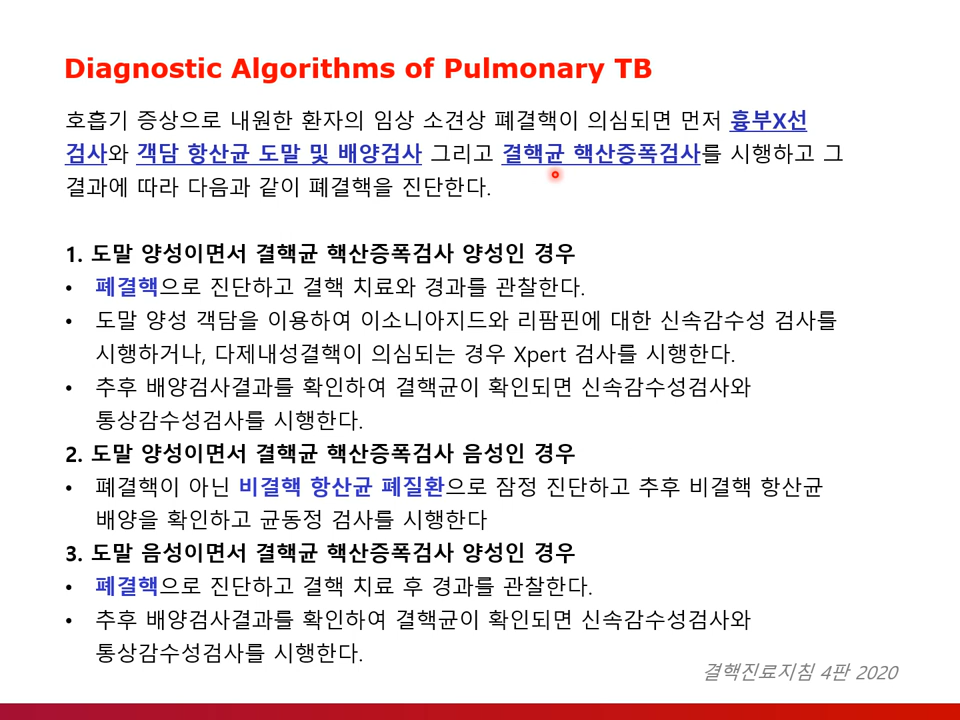 Diagnostic Algorithms of Pulmonary TB
호흡기 증상으로 내원한 환자의 임상 소견상 폐결핵이 의심되면 먼저 흉부X선
검사와 객담 항산균 도말 및 배양검사 그리고 결핵균 핵산증폭검사를 시행하고 그
결과에 따라 다음과 같이 폐결핵을 진단한다.
1. 도말 양성이면서 결핵균 핵산증폭검사 양성인 경우
• 폐결핵으로 진단하고 결핵 치료와 경과를 관찰한다.
• 도말 양성 객담을 이용하여 이소니아지드와 리팜핀에 대한 신속감수성 검사를
시행하거나, 다제내성결핵이 의심되는 경우 Xpert 검사를 시행한다.
• 추후 배양검사결과를 확인하여 결핵균이 확인되면 신속감수성검사와
통상감수성검사를 시행한다.
2. 도말 양성이면서 결핵균 핵산증폭검사 음성인 경우
• 폐결핵이 아닌 비결핵 항산균 폐질환으로 잠정 진단하고 추후 비결핵 항산균
배양을 확인하고 균동정 검사를 시행한다
3. 도말 음성이면서 결핵균 핵산증폭검사 양성인 경우
• 폐결핵으로 진단하고 결핵 치료 후 경과를 관찰한다.
• 추후 배양검사결과를 확인하여 결핵균이 확인되면 신속감수성검사와
통상감수성검사를 시행한다.
결핵진료지침 4판 2020